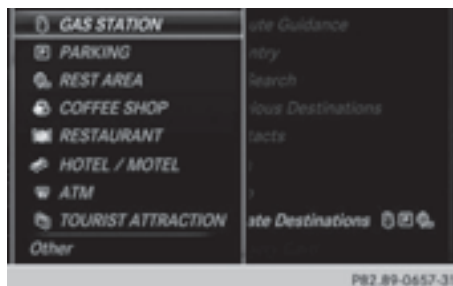 GAS STATION
PARKING
REST AREA
COFFEE SHOP
RESTAURANT
HOTEL / MOTEL
ATM
TOURIST ATTRACTION
Other
ute Guidance
ntry
Search
ious Destinations
tacts
ate Destinations
P82.89-0657-31